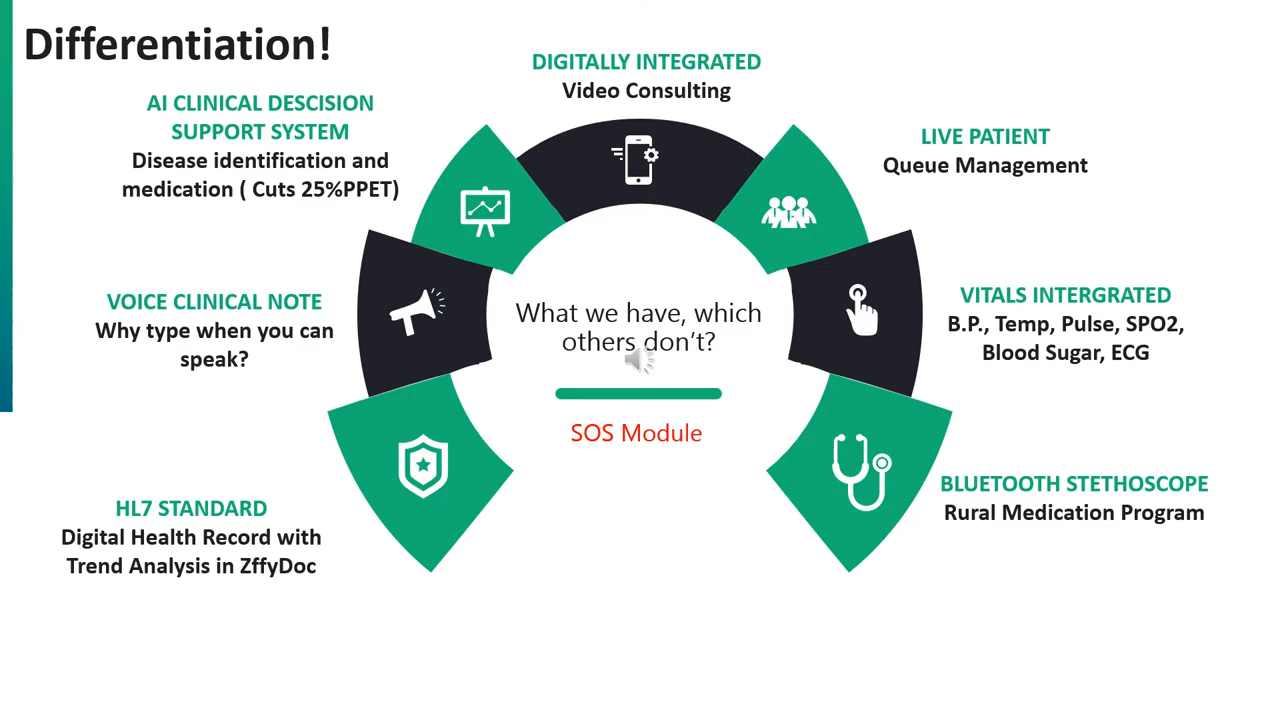 Differentiation!
DIGITALLY INTEGRATED
Video Consulting
AI CLINICAL DESCISION
SUPPORT SYSTEM
Disease identification and
medication ( Cuts 25%PPET)
LIVE PATIENT
Queue Management
VOICE CLINICAL NOTE
Why type when you can
speak?
What we have, which
others don’t?
SOS Module
VITALS INTERGRATED
B.P., Temp, Pulse, SPO2,
Blood Sugar, ECG
HL7 STANDARD
Digital Health Record with
Trend Analysis in ZffyDoc
BLUETOOTH STETHOSCOPE
Rural Medication Program